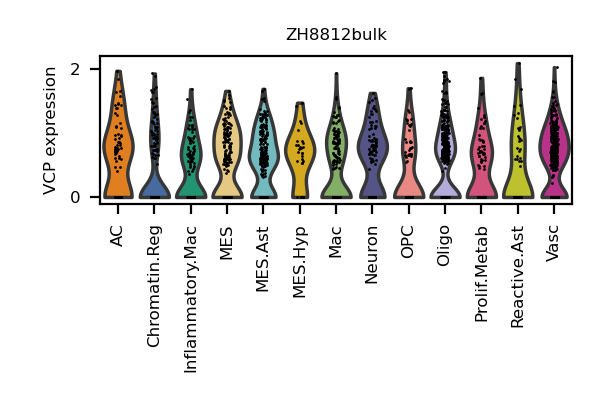 ZH8812bulk
VCP expression
2
0
AC
Chromatin.Reg
Inflammatory.Mac
MES
MES.Ast
MES.Hyp
Mac
Neuron
OPC
Oligo
Prolif.Metab
Reactive.Ast
Vasc